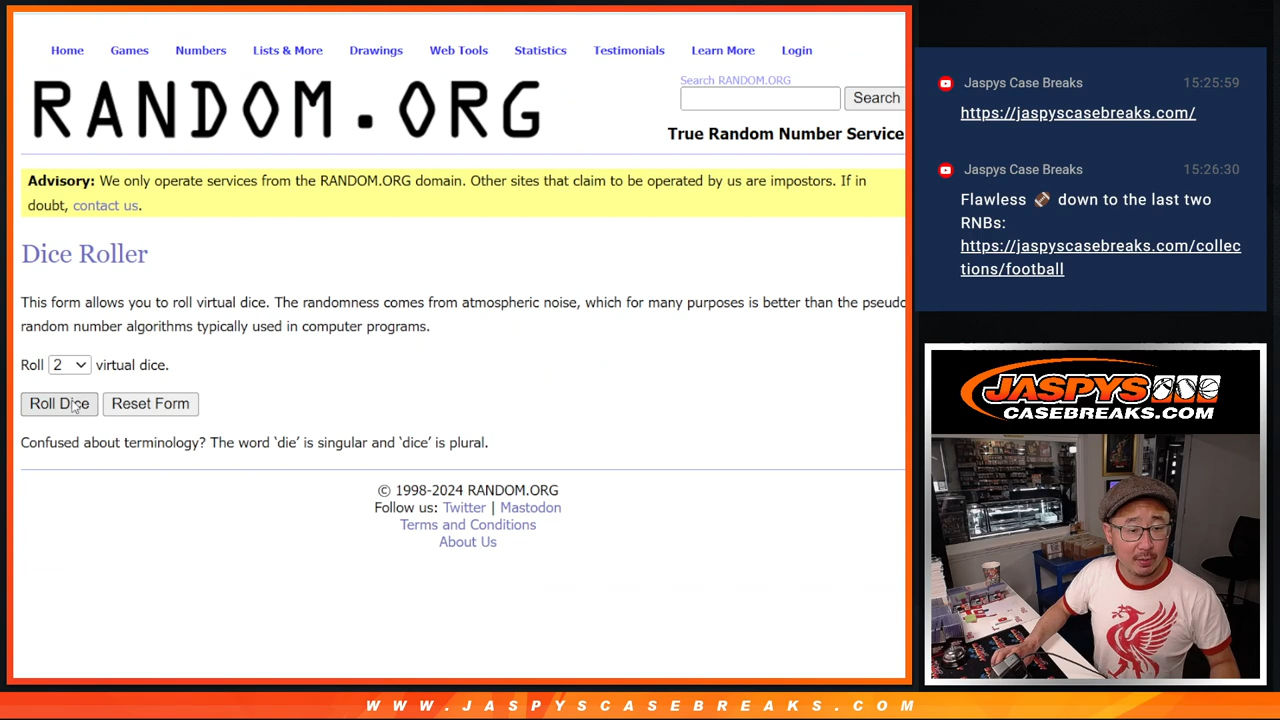 Home Games Numbers Lists & More Drawings Web Tools Statistics Testimonials Learn More Login
RANDOM.ORG
Search RANDOM.ORG
Search
True Random Number Service
Advisory: We only operate services from the RANDOM.ORG domain. Other sites that claim to be operated by us are impostors. If in
doubt, contact us.
Dice Roller
This form allows you to roll virtual dice. The randomness comes from atmospheric noise, which for many purposes is better than the pseudo
random number algorithms typically used in computer programs.
Roll 2 virtual dice.
Roll Dice Reset Form
Confused about terminology? The word ‘die’ is singular and ‘dice’ is plural.
© 1998-2024 RANDOM.ORG
Follow us: Twitter | Mastodon
Terms and Conditions
About Us
Jaspys Case Breaks 15:25:59
https://jaspyscasebreaks.com/
Jaspys Case Breaks 15:26:30
Flawless 🏈 down to the last two
RNBs:
https://jaspyscasebreaks.com/collec
tions/football
JASPYS
CASEBREAKS.COM
WWW.JASPYSCASEBREAKS.COM